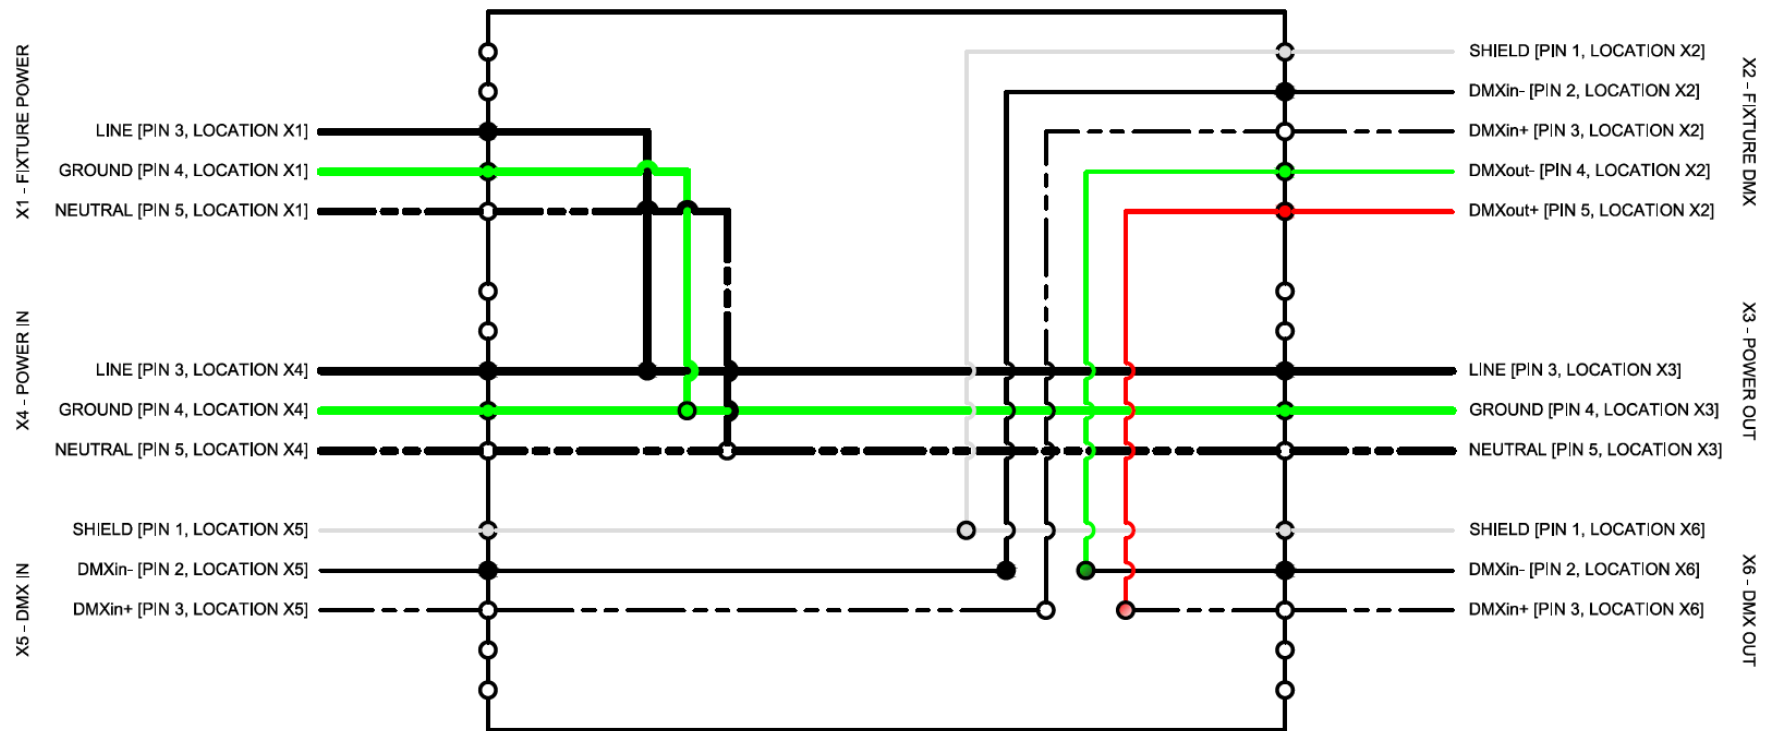 X1 - FIXTURE POWER
LINE [PIN 3, LOCATION X1]
GROUND [PIN 4, LOCATION X1]
NEUTRAL [PIN 5, LOCATION X1]
X4 - POWER IN
LINE [PIN 3, LOCATION X4]
GROUND [PIN 4, LOCATION X4]
NEUTRAL [PIN 5, LOCATION X4]
X5 - DMX IN
SHIELD [PIN 1, LOCATION X5]
DMXin- [PIN 2, LOCATION X5]
DMXin+ [PIN 3, LOCATION X5]
SHIELD [PIN 1, LOCATION X2]
DMXin- [PIN 2, LOCATION X2]
DMXin+ [PIN 3, LOCATION X2]
DMXout- [PIN 4, LOCATION X2]
DMXout+ [PIN 5, LOCATION X2]
X2 - FIXTURE DMX
LINE [PIN 3, LOCATION X3]
GROUND [PIN 4, LOCATION X3]
NEUTRAL [PIN 5, LOCATION X3]
X3 - POWER OUT
SHIELD [PIN 1, LOCATION X6]
DMXin- [PIN 2, LOCATION X6]
DMXin+ [PIN 3, LOCATION X6]
X6 - DMX OUT